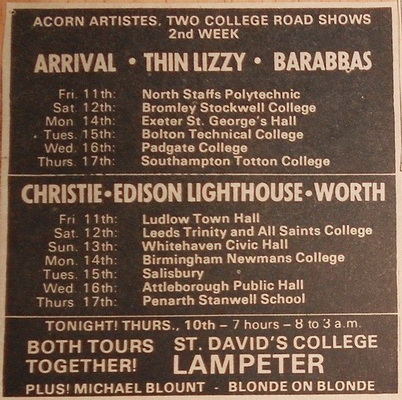 ACORN ARTISTES. TWO COLLEGE ROAD SHOWS
2nd WEEK
ARRIVAL • THIN LIZZY • BARABBAS
Fri. 11th: North Staffs Polytechnic
Sat. 12th: Bromley Stockwell College
Mon. 14th: Exeter St. George's Hall
Tues. 15th: Bolton Technical College
Wed. 16th: Padgate College
Thurs. 17th: Southampton Totton College
CHRISTIE•EDISON LIGHTHOUSE•WORTH
Fri 11th: Ludlow Town Hall
Sat. 12th: Leeds Trinity and All Saints College
Sun. 13th: Whitehaven Civic Hall
Mon. 14th: Birmingham Newmans College
Tues. 15th: Salisbury
Wed. 16th: Attleborough Public Hall
Thurs 17th: Penarth Stanwell School
TONIGHT! THURS., 10th – 7 hours – 8 to 3 a.m.
BOTH TOURS ST. DAVID'S COLLEGE
TOGETHER! LAMPETER
PLUS! MICHAEL BLOUNT - BLONDE ON BLONDE